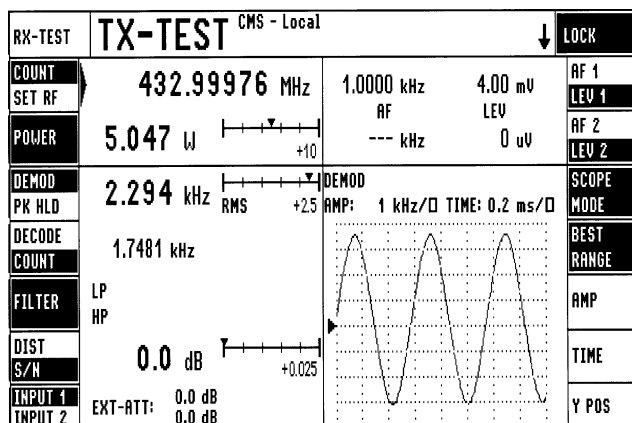 RX-TEST TX-TEST CMS - Local LOCK
COUNT
SET RF
432.99976 MHz
1.0000 kHz 4.00 mV
AF 1
LEV 1
POWER
5.047 W
+10
AF LEV
--- kHz 0 uV
AF 2
LEV 2
DEMOD
PK HLD
2.294 kHz
RMS +2.5
DEMOD
AMP: 1 kHz/□ TIME: 0.2 ms/□
SCOPE
MODE
DECODE
COUNT
1.7481 kHz
BEST
RANGE
FILTER
LP
HP
AMP
DIST
S/N
0.0 dB
+0.025
TIME
INPUT 1
INPUT 2
EXT-ATT: 0.0 dB
0.0 dB
Y POS